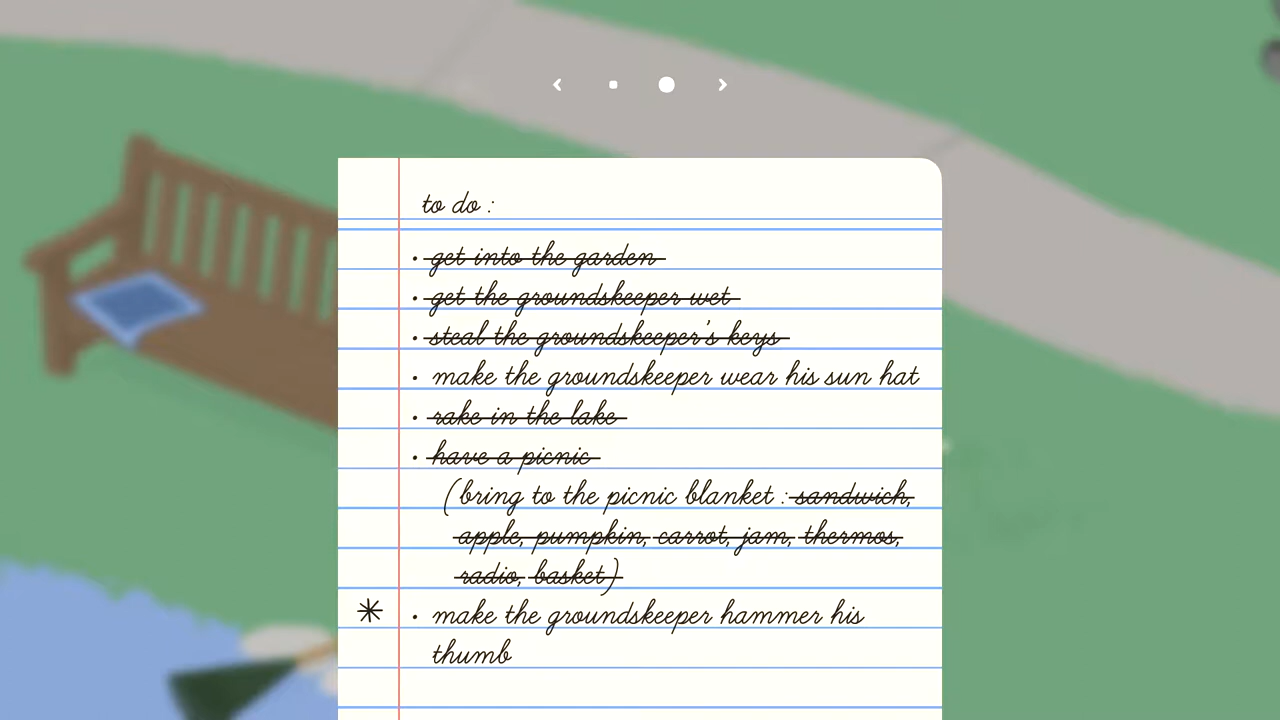 to do :
• get into the garden
• get the groundskeeper wet
• steal the groundskeeper's keys
• make the groundskeeper wear his sun hat
• rake in the lake
• have a picnic
(bring to the picnic blanket : sandwich,
apple, pumpkin, carrot, jam, thermos,
radio, basket)
* • make the groundskeeper hammer his
thumb